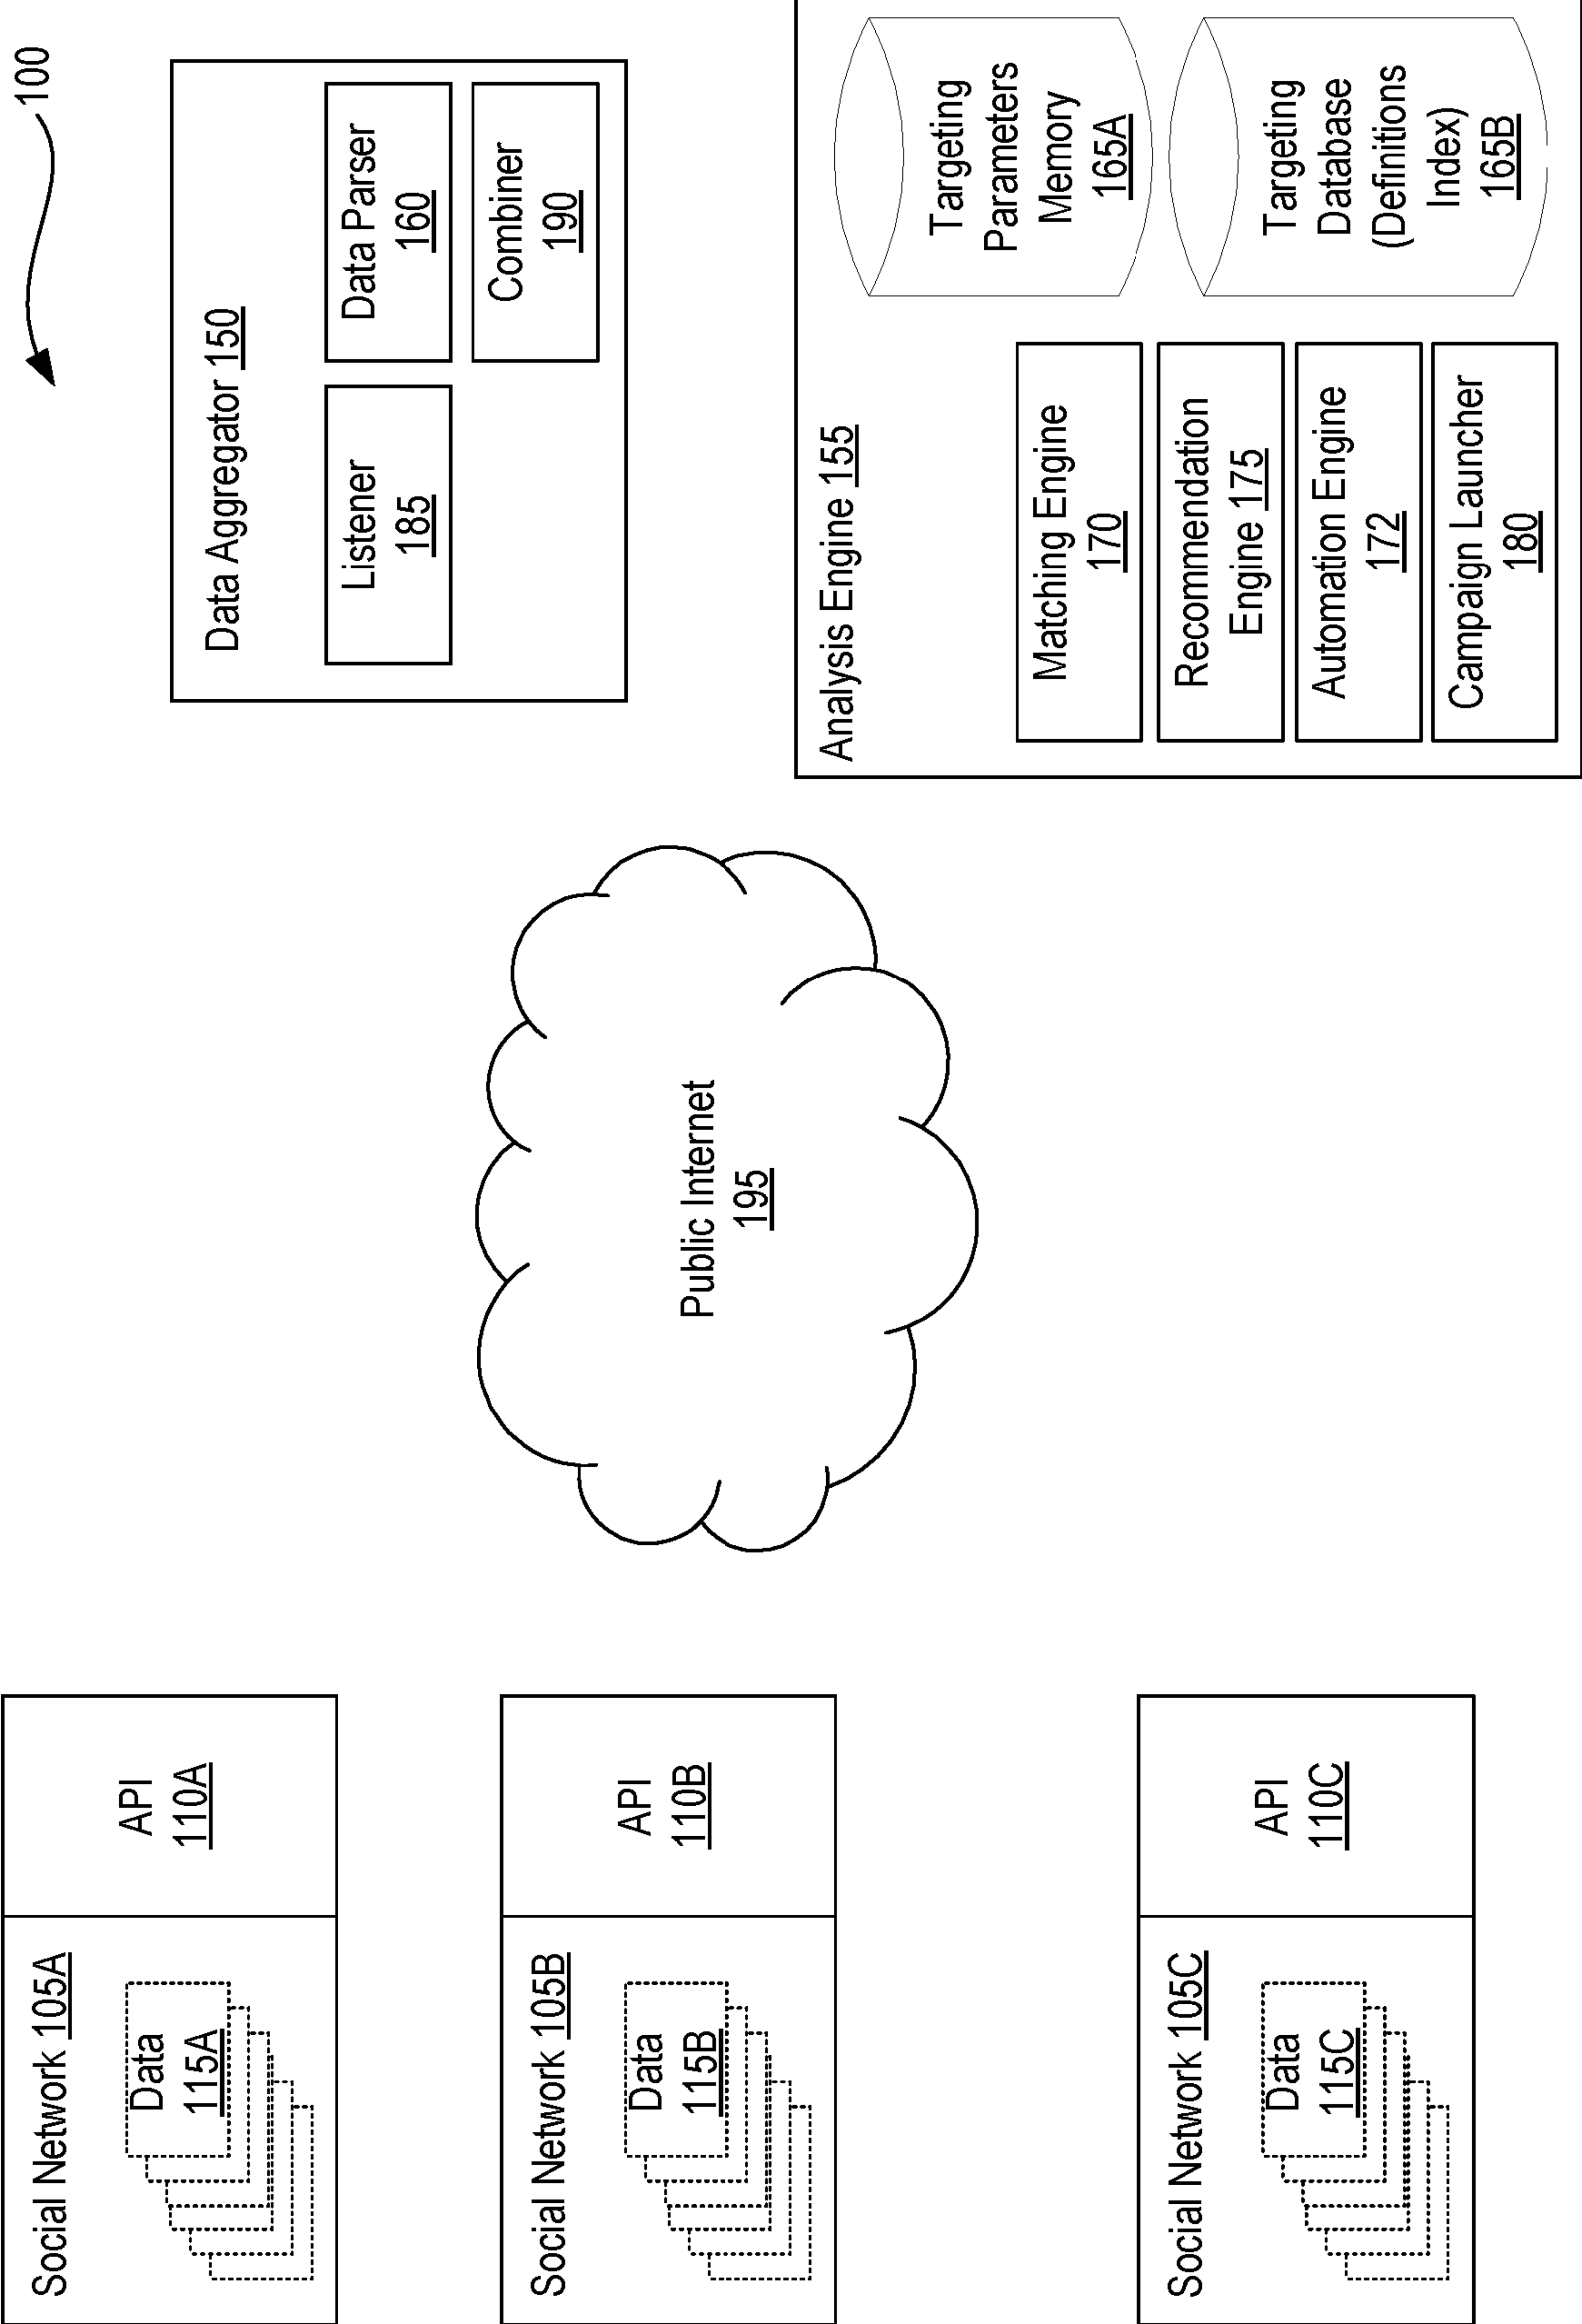 100
Social Network 105A
Data
115A
API
110A
Social Network 105B
Data
115B
API
110B
Social Network 105C
Data
115C
API
110C
Public Internet
195
Data Aggregator 150
Listener
185
Data Parser
160
Combiner
190
Analysis Engine 155
Matching Engine
170
Recommendation
Engine 175
Automation Engine
172
Campaign Launcher
180
Targeting
Parameters
Memory
165A
Targeting
Database
(Definitions
Index)
165B